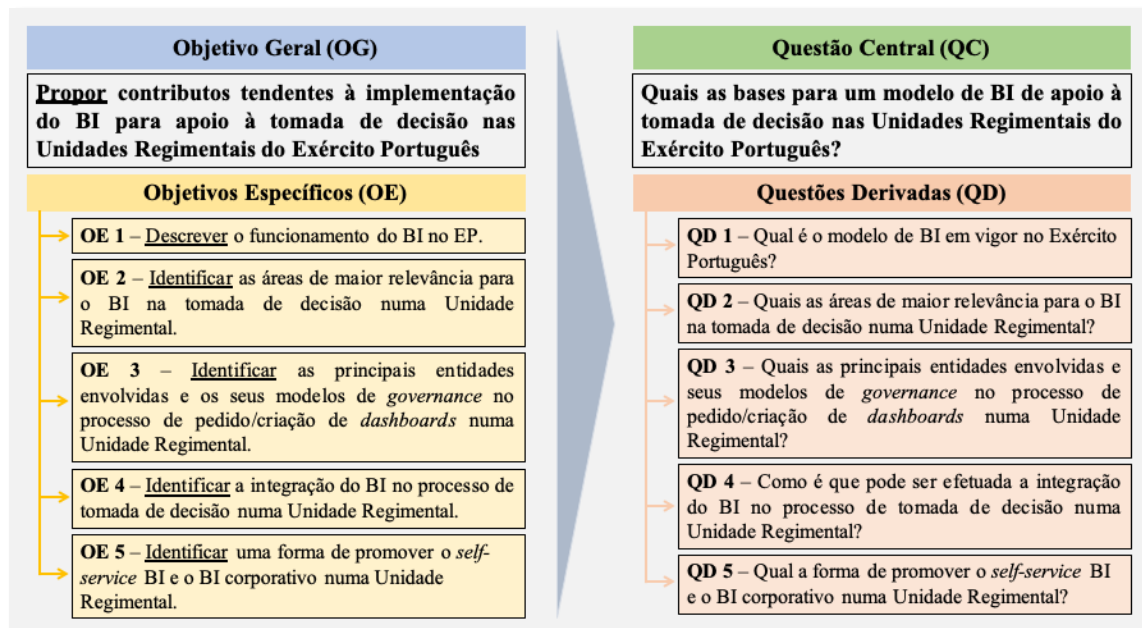 Objetivo Geral (OG)
Propor contributos tendentes à implementação
do BI para apoio à tomada de decisão nas
Unidades Regimentais do Exército Português
Objetivos Específicos (OE)
OE 1 – Descrever o funcionamento do BI no EP.
OE 2 – Identificar as áreas de maior relevância para
o BI na tomada de decisão numa Unidade
Regimental.
OE 3 – Identificar as principais entidades
envolvidas e os seus modelos de governance no
processo de pedido/criação de dashboards numa
Unidade Regimental.
OE 4 – Identificar a integração do BI no processo de
tomada de decisão numa Unidade Regimental.
OE 5 – Identificar uma forma de promover o self-
service BI e o BI corporativo numa Unidade
Regimental.
Questão Central (QC)
Quais as bases para um modelo de BI de apoio à
tomada de decisão nas Unidades Regimentais do
Exército Português?
Questões Derivadas (QD)
QD 1 – Qual é o modelo de BI em vigor no Exército
Português?
QD 2 – Quais as áreas de maior relevância para o BI
na tomada de decisão numa Unidade Regimental?
QD 3 – Quais as principais entidades envolvidas e
seus modelos de governance no processo de
pedido/criação de dashboards numa Unidade
Regimental?
QD 4 – Como é que pode ser efetuada a integração
do BI no processo de tomada de decisão numa
Unidade Regimental?
QD 5 – Qual a forma de promover o self-service BI
e o BI corporativo numa Unidade Regimental?